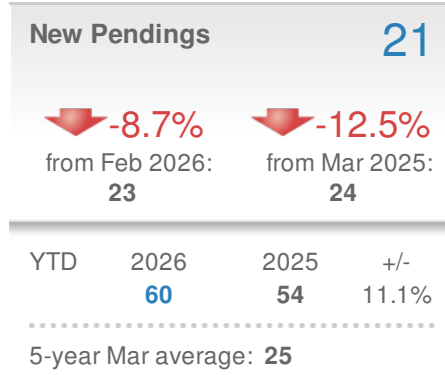 New Pendings 21
-8.7% -12.5%
from Feb 2026: from Mar 2025:
23 24
YTD 2026 2025 +/-
60 54 11.1%
5-year Mar average: 25